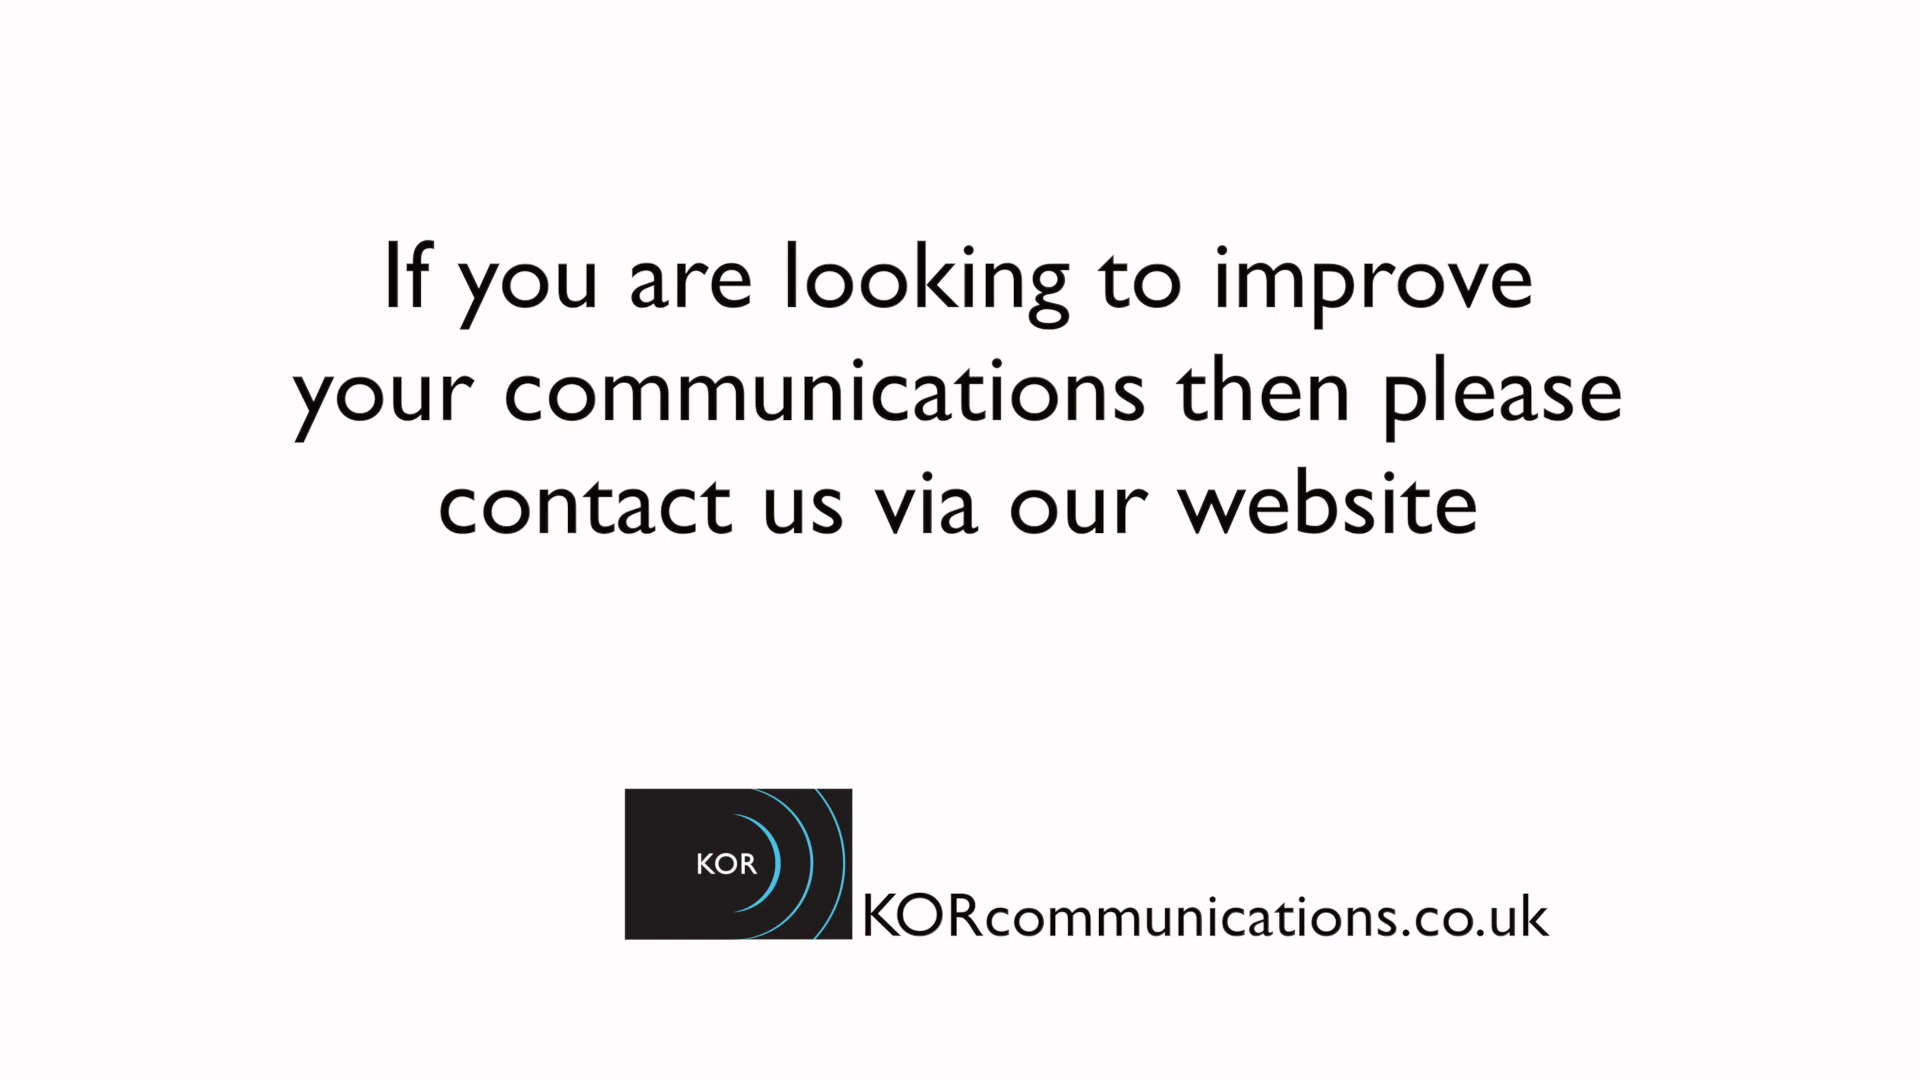 If you are looking to improve
your communications then please
contact us via our website
KOR
KORcommunications.co.uk